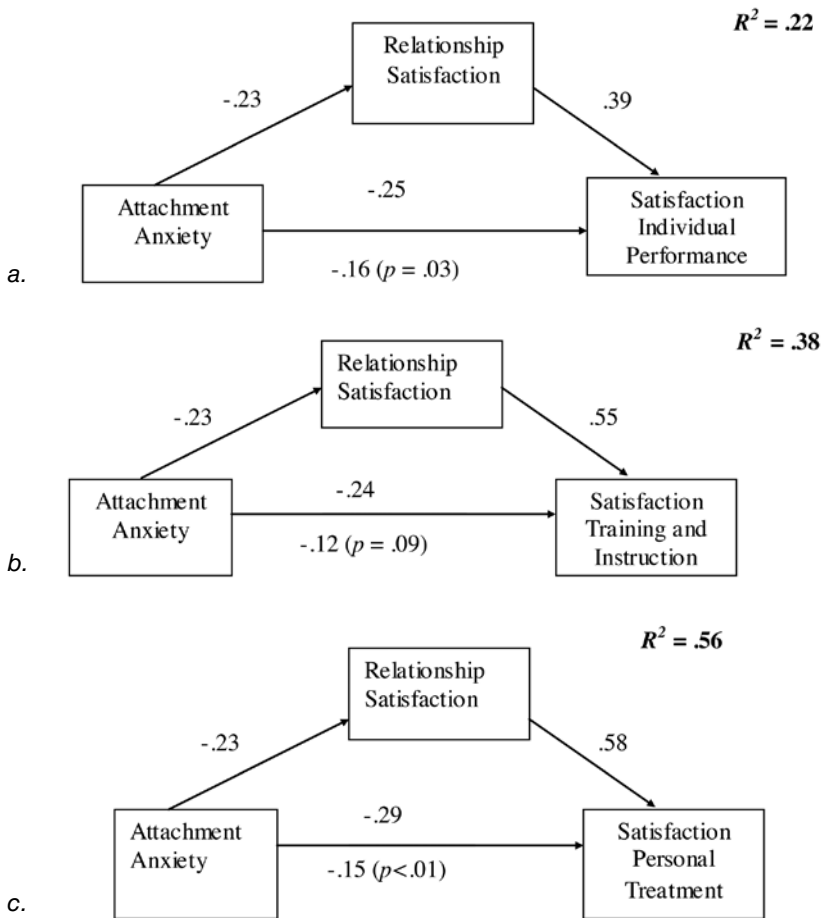 R² = .22
Relationship
Satisfaction
-.23
.39
Attachment
Anxiety
-.25
-.16 (p = .03)
Satisfaction
Individual
Performance
a.
R² = .38
Relationship
Satisfaction
-.23
.55
Attachment
Anxiety
-.24
-.12 (p = .09)
Satisfaction
Training and
Instruction
b.
R² = .56
Relationship
Satisfaction
-.23
.58
Attachment
Anxiety
-.29
-.15 (p<.01)
Satisfaction
Personal
Treatment
c.